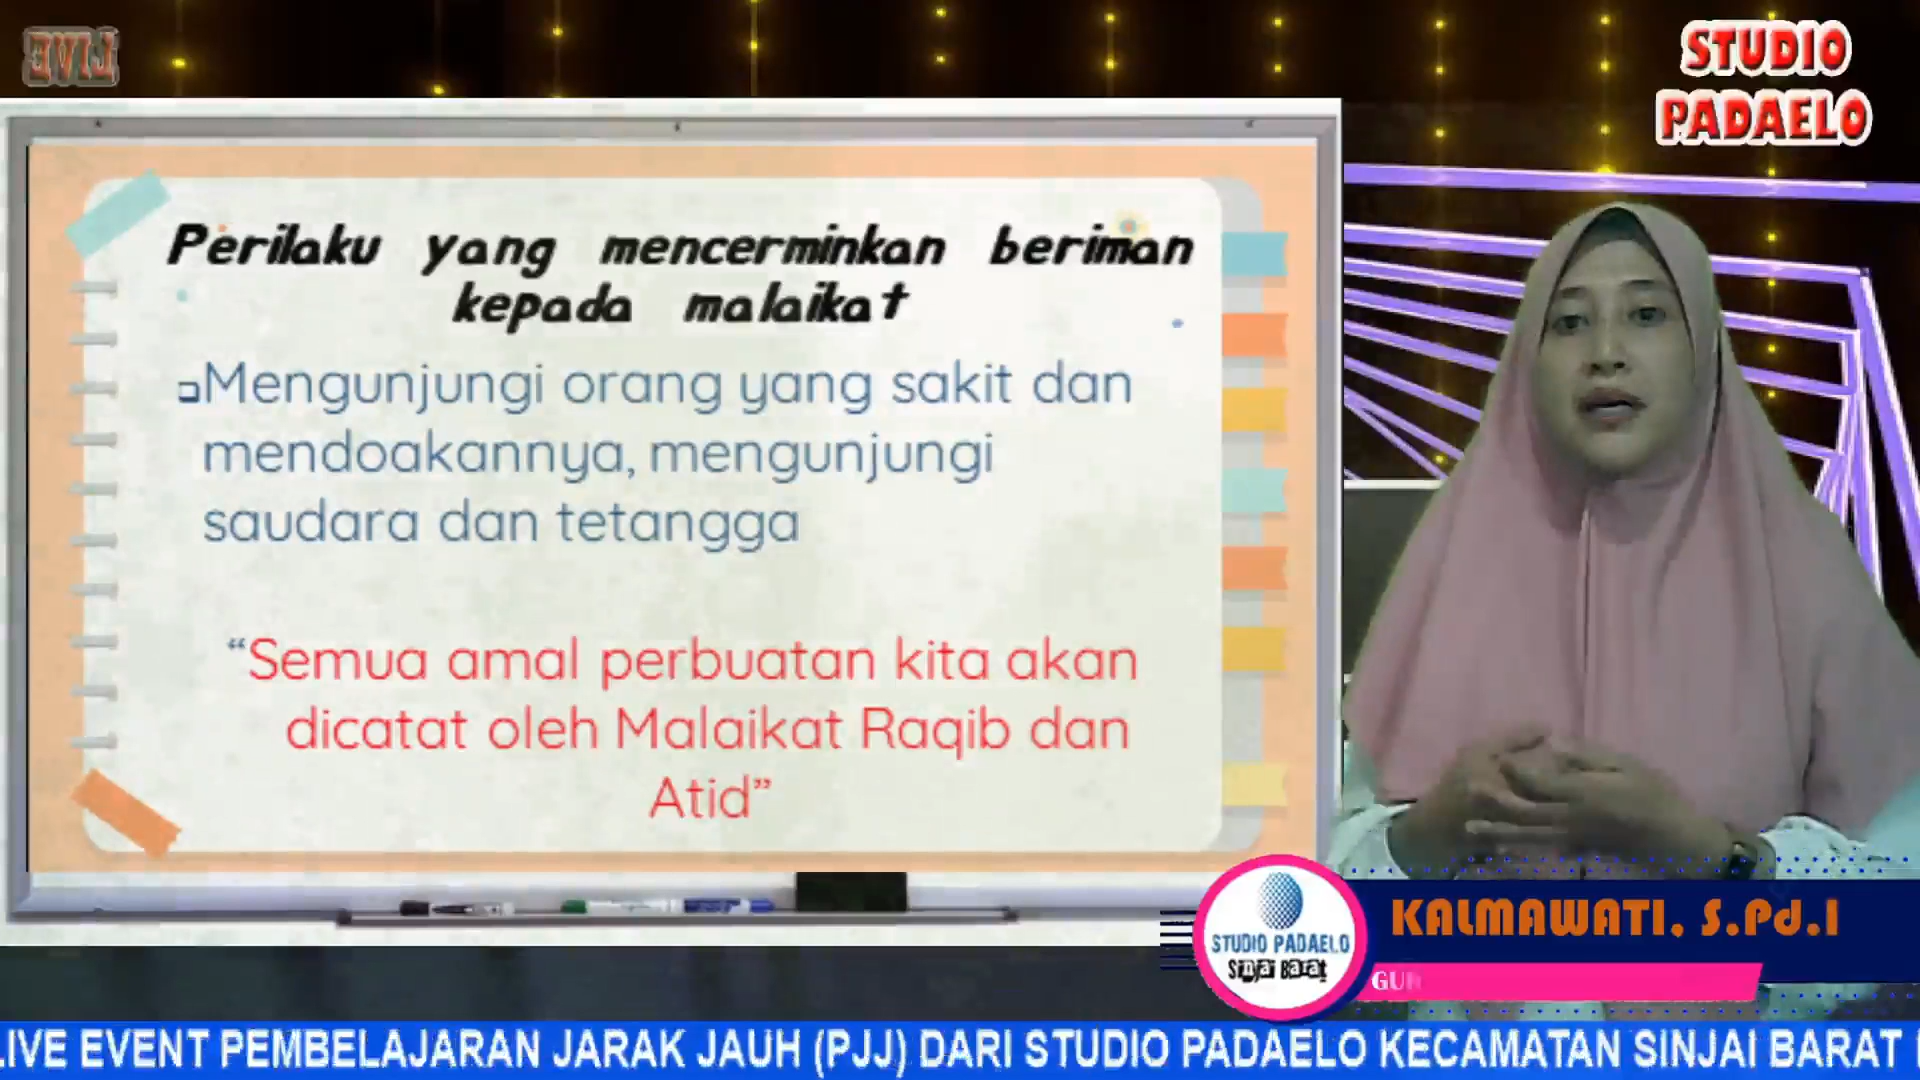 LIVE
STUDIO
PADAELO
Perilaku yang mencerminkan beriman
kepada malaikat
Mengunjungi orang yang sakit dan
mendoakannya, mengunjungi
saudara dan tetangga
“Semua amal perbuatan kita akan
dicatat oleh Malaikat Raqib dan
Atid”
STUDIO PADAELO
Sinjai Barat
KALMAWATI, S.Pd.I
LIVE EVENT PEMBELAJARAN JARAK JAUH (PJJ) DARI STUDIO PADAELO KECAMATAN SINJAI BARAT